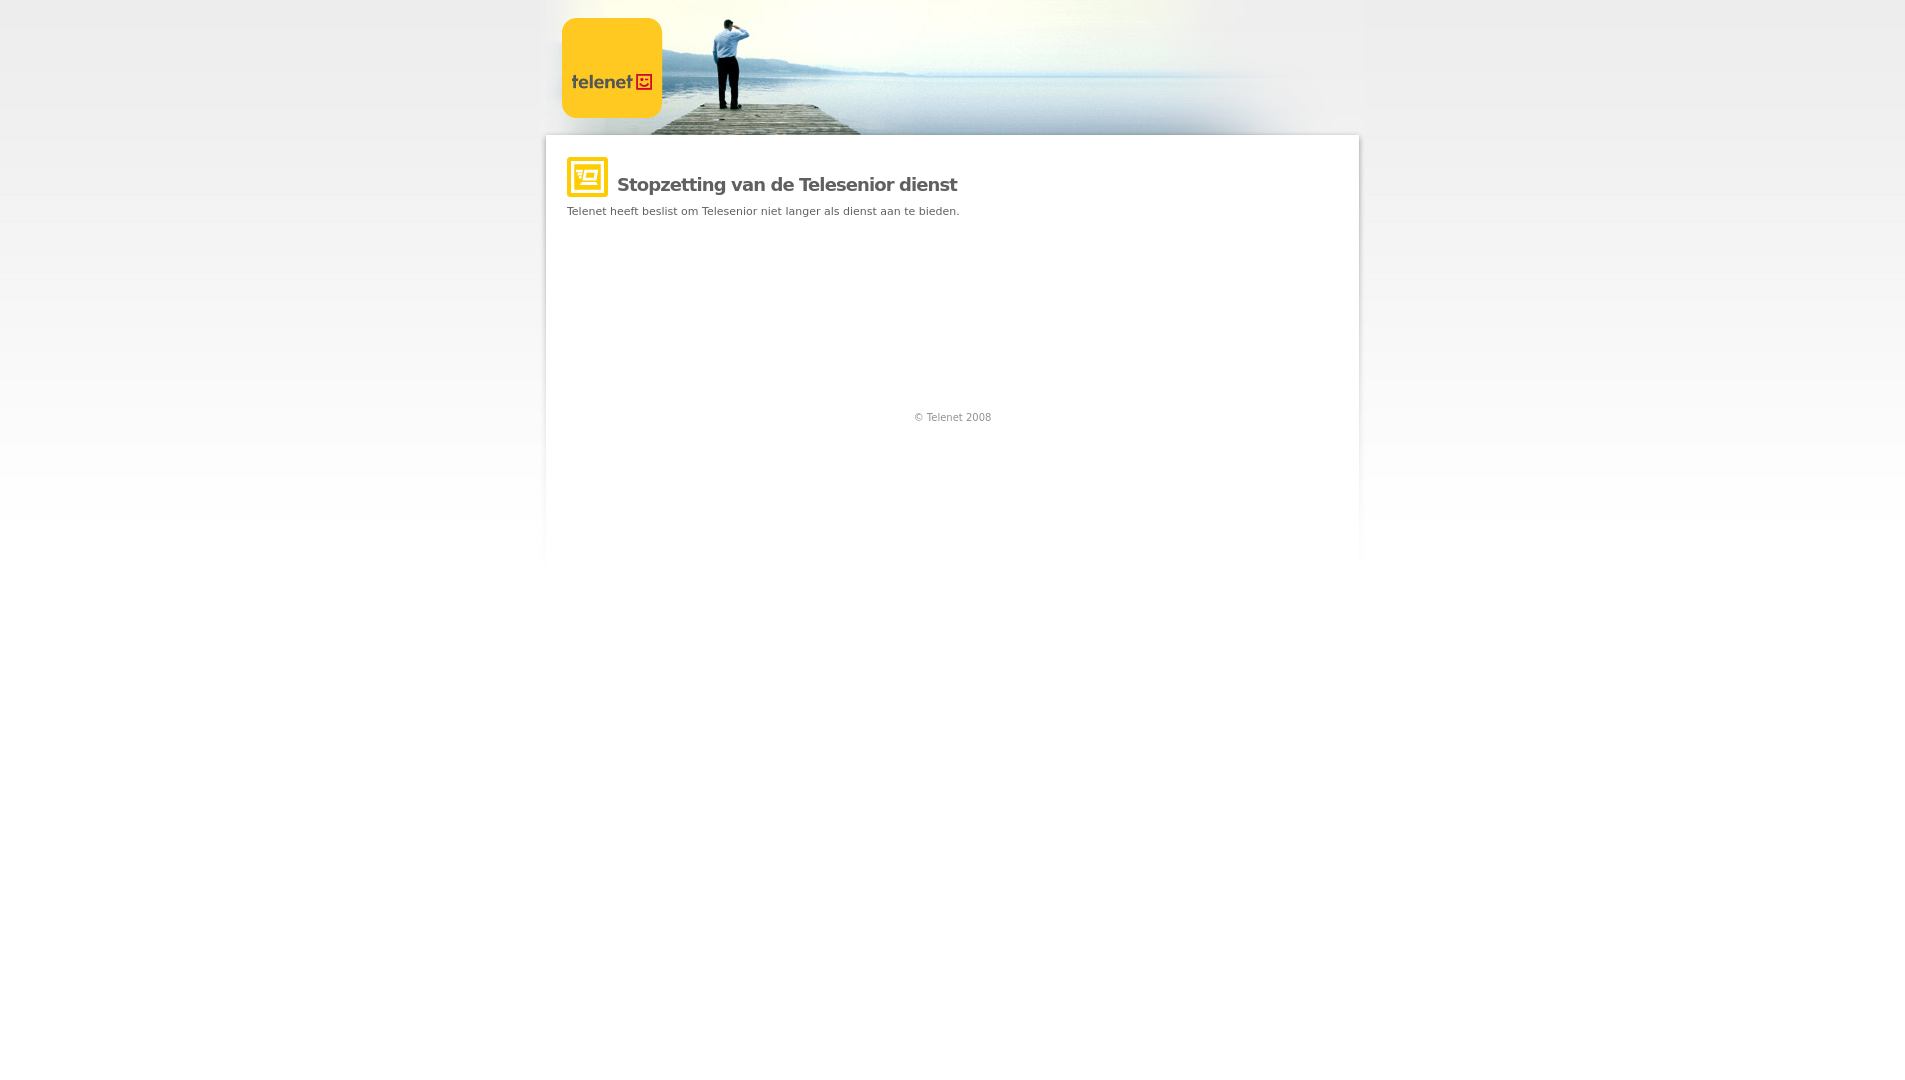 telenet
Stopzetting van de Telesenior dienst
Telenet heeft beslist om Telesenior niet langer als dienst aan te bieden.
© Telenet 2008